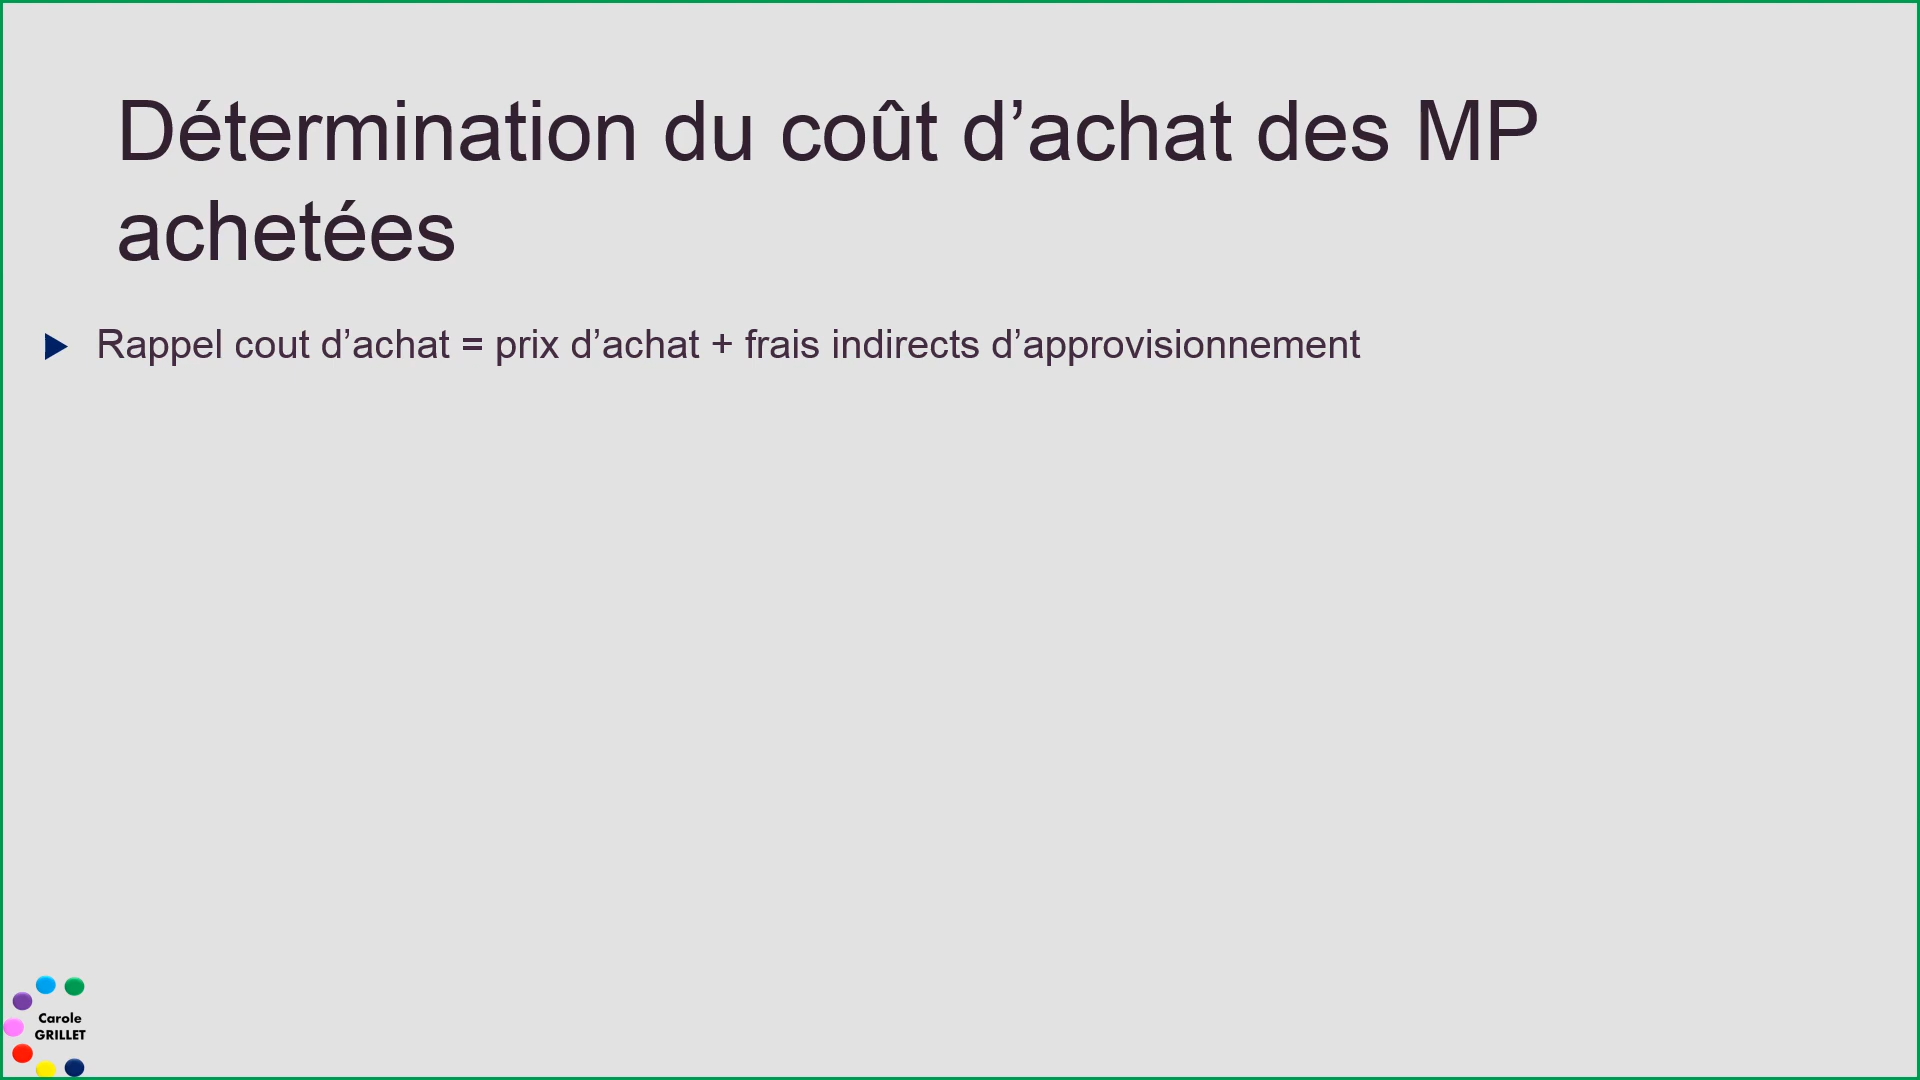 Détermination du coût d’achat des MP
achetées
Rappel cout d’achat = prix d’achat + frais indirects d’approvisionnement
Carole
GRILLET